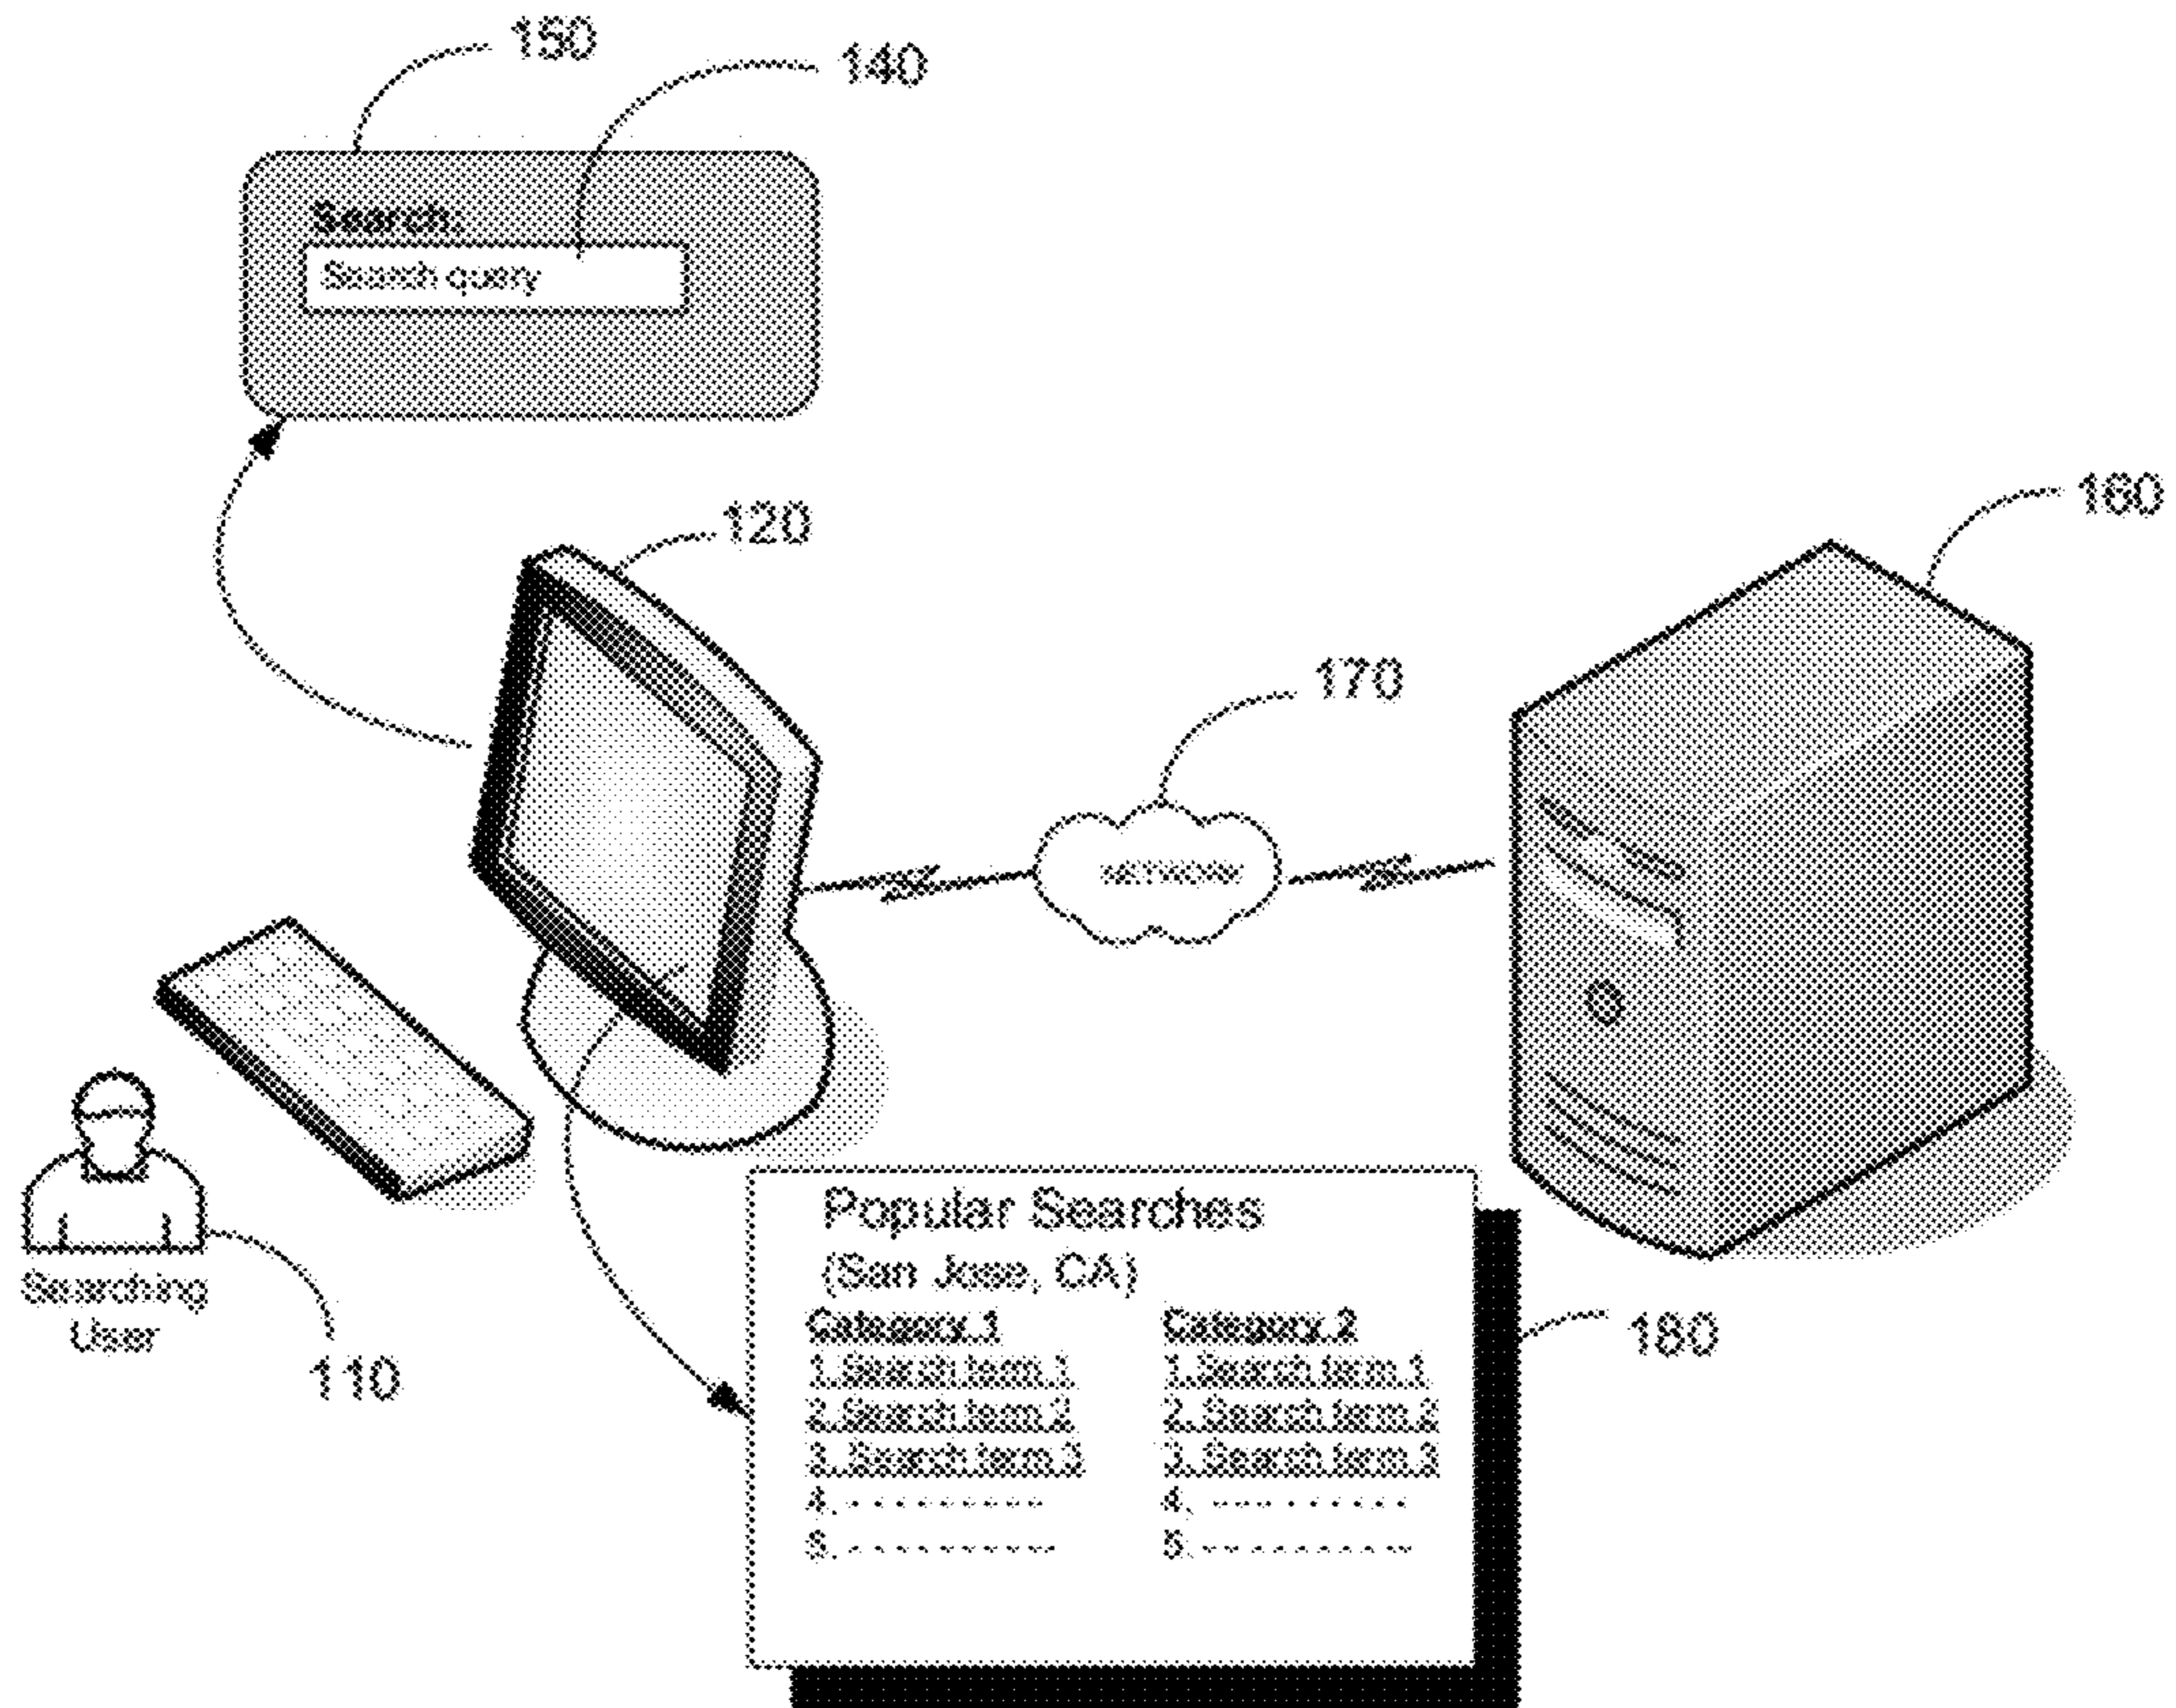 150
140
Search:
Search query
120
160
170
NETWORK
Searching
User
110
Popular Searches
(San Jose, CA)
Category 1
1. Search term 1
2. Search term 2
3. Search term 3
4. - - - - - - - - -
5. - - - - - - - - -
Category 2
1. Search term 1
2. Search term 2
3. Search term 3
4. - - - - - - - - -
5. - - - - - - - - -
180